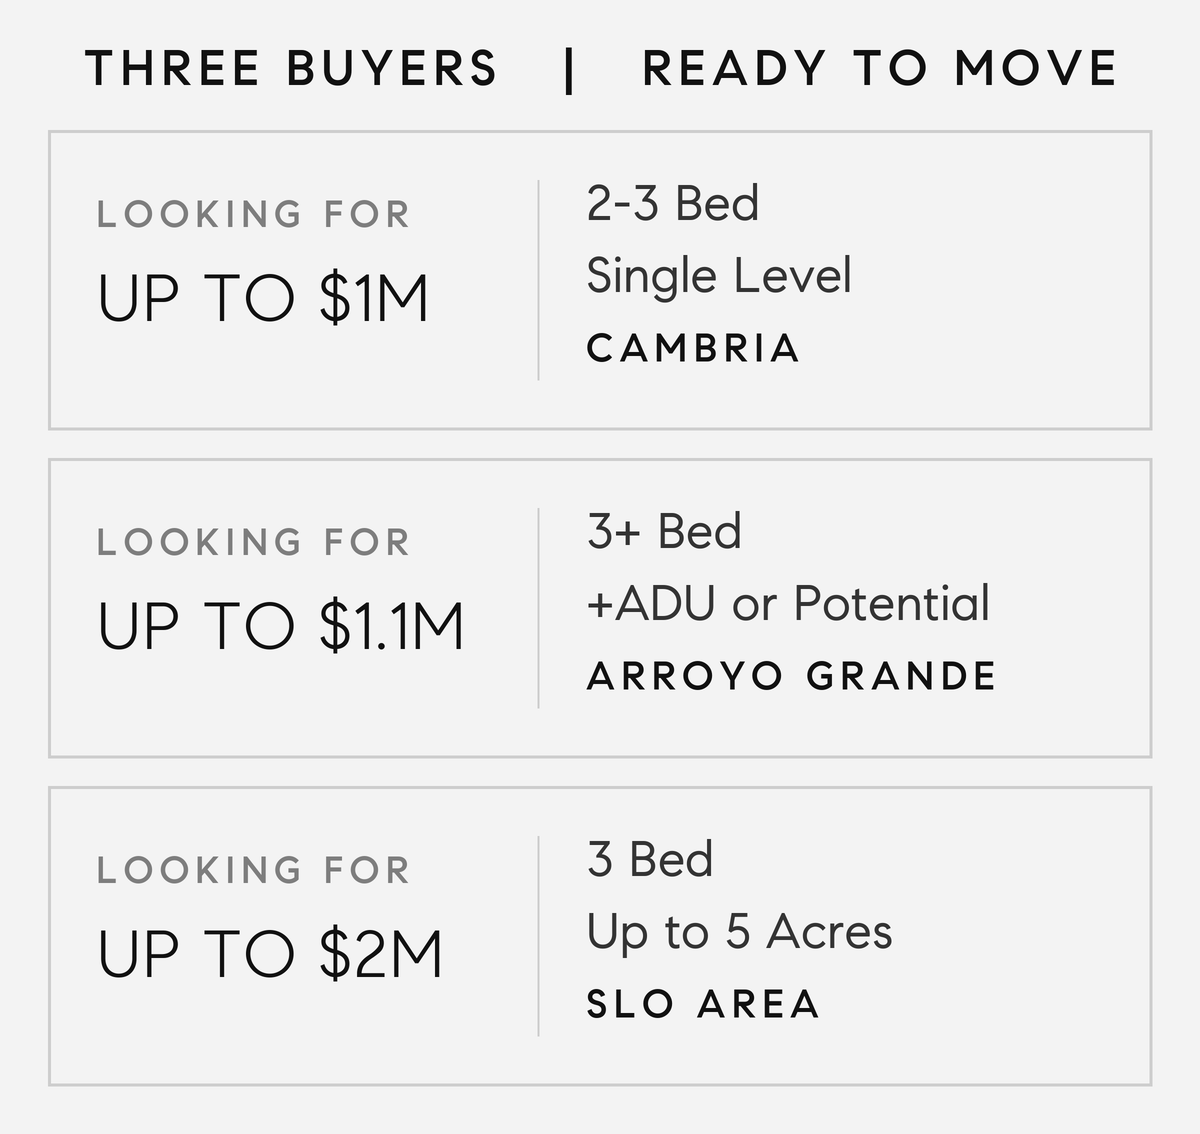 THREE BUYERS | READY TO MOVE
LOOKING FOR
UP TO $1M
2-3 Bed
Single Level
CAMBRIA
LOOKING FOR
UP TO $1.1M
3+ Bed
+ADU or Potential
ARROYO GRANDE
LOOKING FOR
UP TO $2M
3 Bed
Up to 5 Acres
SLO AREA